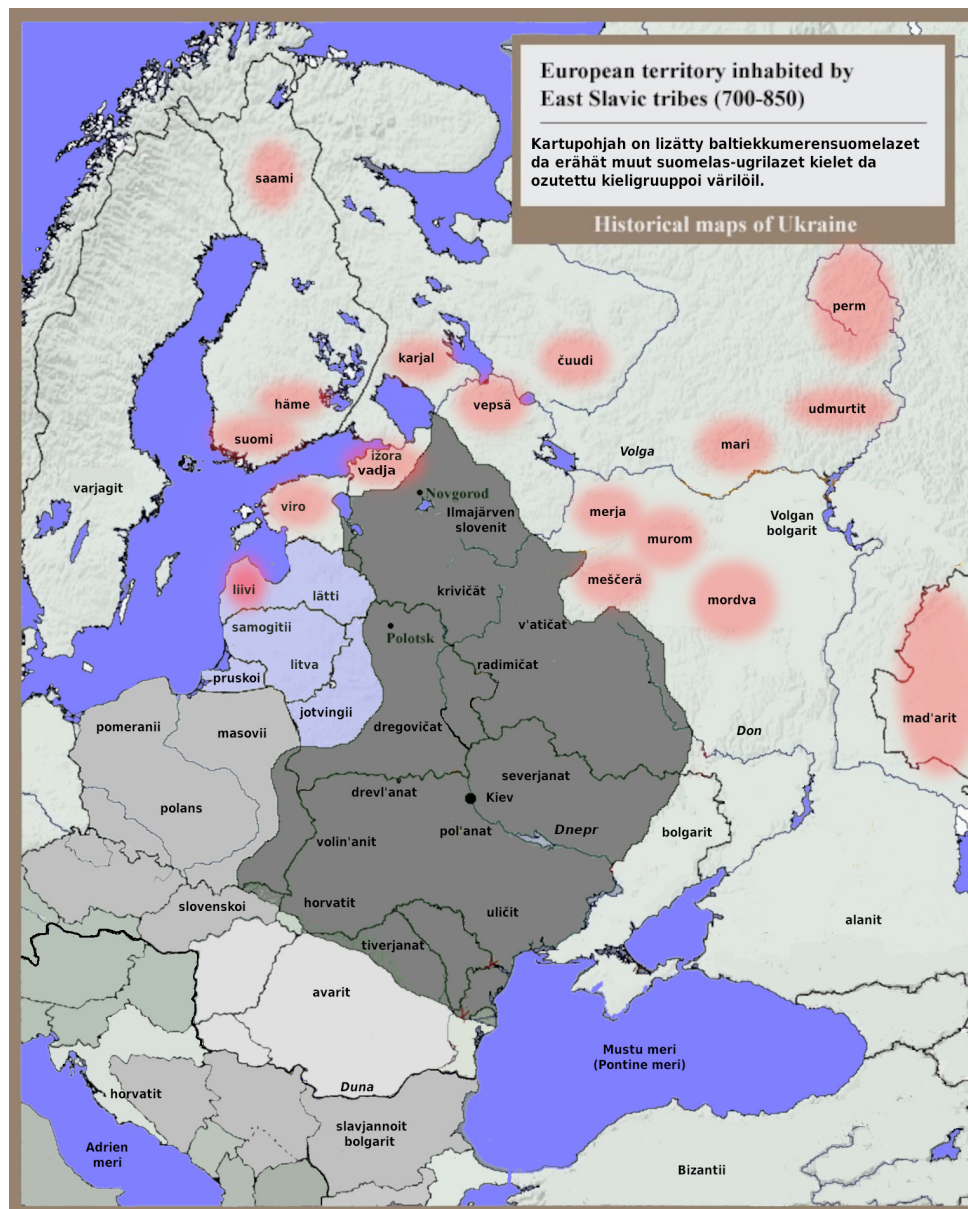 European territory inhabited by
East Slavic tribes (700-850)
Kartupohjah on lizätty baltiekkumerensuomelazet
da erähät muut suomelas-ugrilazet kielet da
ozutettu kieligruuppoi värilöil.
Historical maps of Ukraine
saami
perm
karjal
čuudi
häme
vepsä
udmurtit
suomi
mari
ižora
vadja
Volga
varjagit
Novgorod
viro
Ilmajärven
slovenit
merja
Volgan
bolgarit
murom
liivi
lätti
krivičät
meščerä
mordva
samogitii
Polotsk
v'atičat
litva
radimičat
pruskoi
jotvingii
mad'arit
pomeranii
masovii
dregovičat
Don
severjanat
drevl'anat
Kiev
polans
pol'anat
Dnepr
bolgarit
volin'anit
slovenskoi
horvatit
uličit
alanit
tiverjanat
avarit
Mustu meri
(Pontine meri)
Duna
horvatit
slavjannoit
bolgarit
Adrien
meri
Bizantii